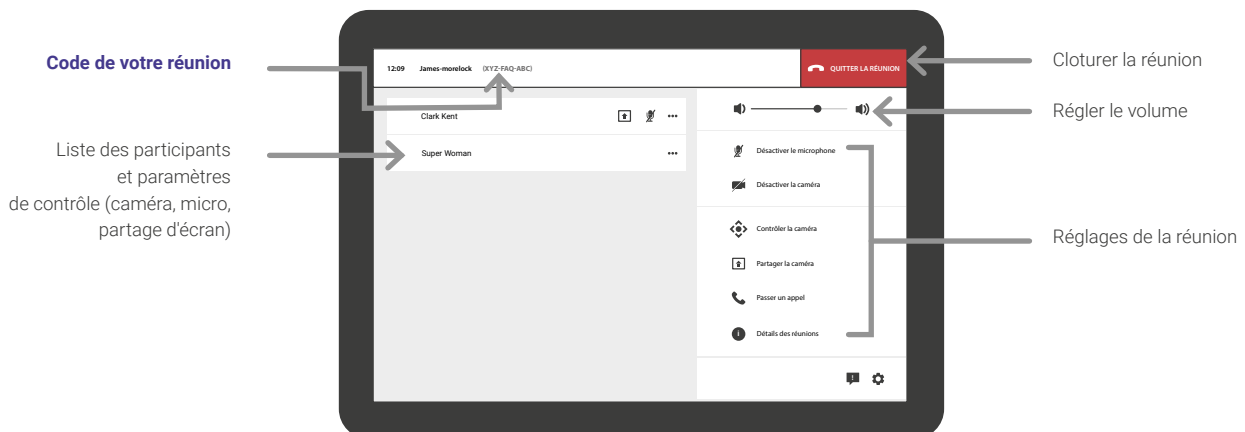 Code de votre réunion
Liste des participants
et paramètres
de contrôle (caméra, micro,
partage d'écran)
12:09 James-morelock (XYZ-FAQ-ABC)
QUITTER LA RÉUNION
Clark Kent
Super Woman
Désactiver le microphone
Désactiver la caméra
Contrôler la caméra
Partager la caméra
Passer un appel
Détails des réunions
Cloturer la réunion
Régler le volume
Réglages de la réunion